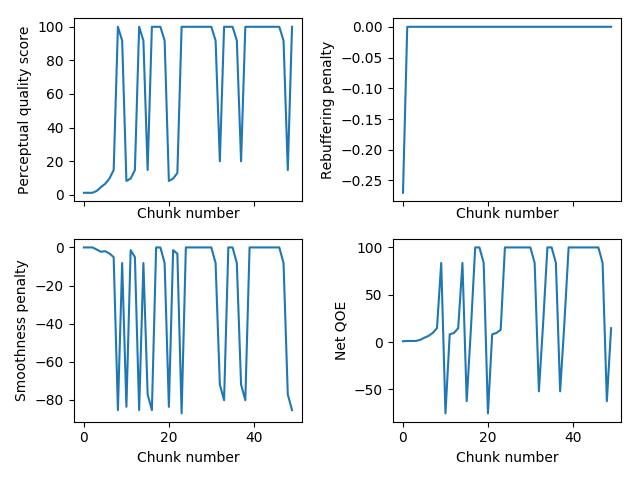 Perceptual quality score
100
80
60
40
20
0
Chunk number
Rebuffering penalty
0.00
−0.05
−0.10
−0.15
−0.20
−0.25
Chunk number
Smoothness penalty
0
−20
−40
−60
−80
0 20 40
Chunk number
Net QOE
100
50
0
−50
0 20 40
Chunk number